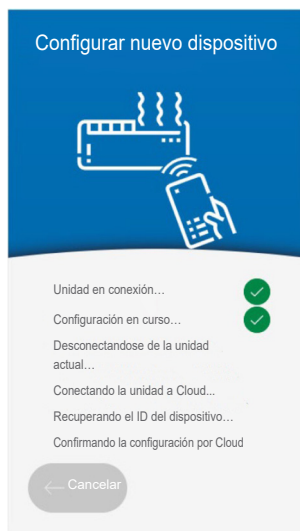 Configurar nuevo dispositivo
Unidad en conexión…
Configuración en curso…
Desconectandose de la unidad
actual…
Conectando la unidad a Cloud...
Recuperando el ID del dispositivo…
Confirmando la configuración por Cloud
Cancelar